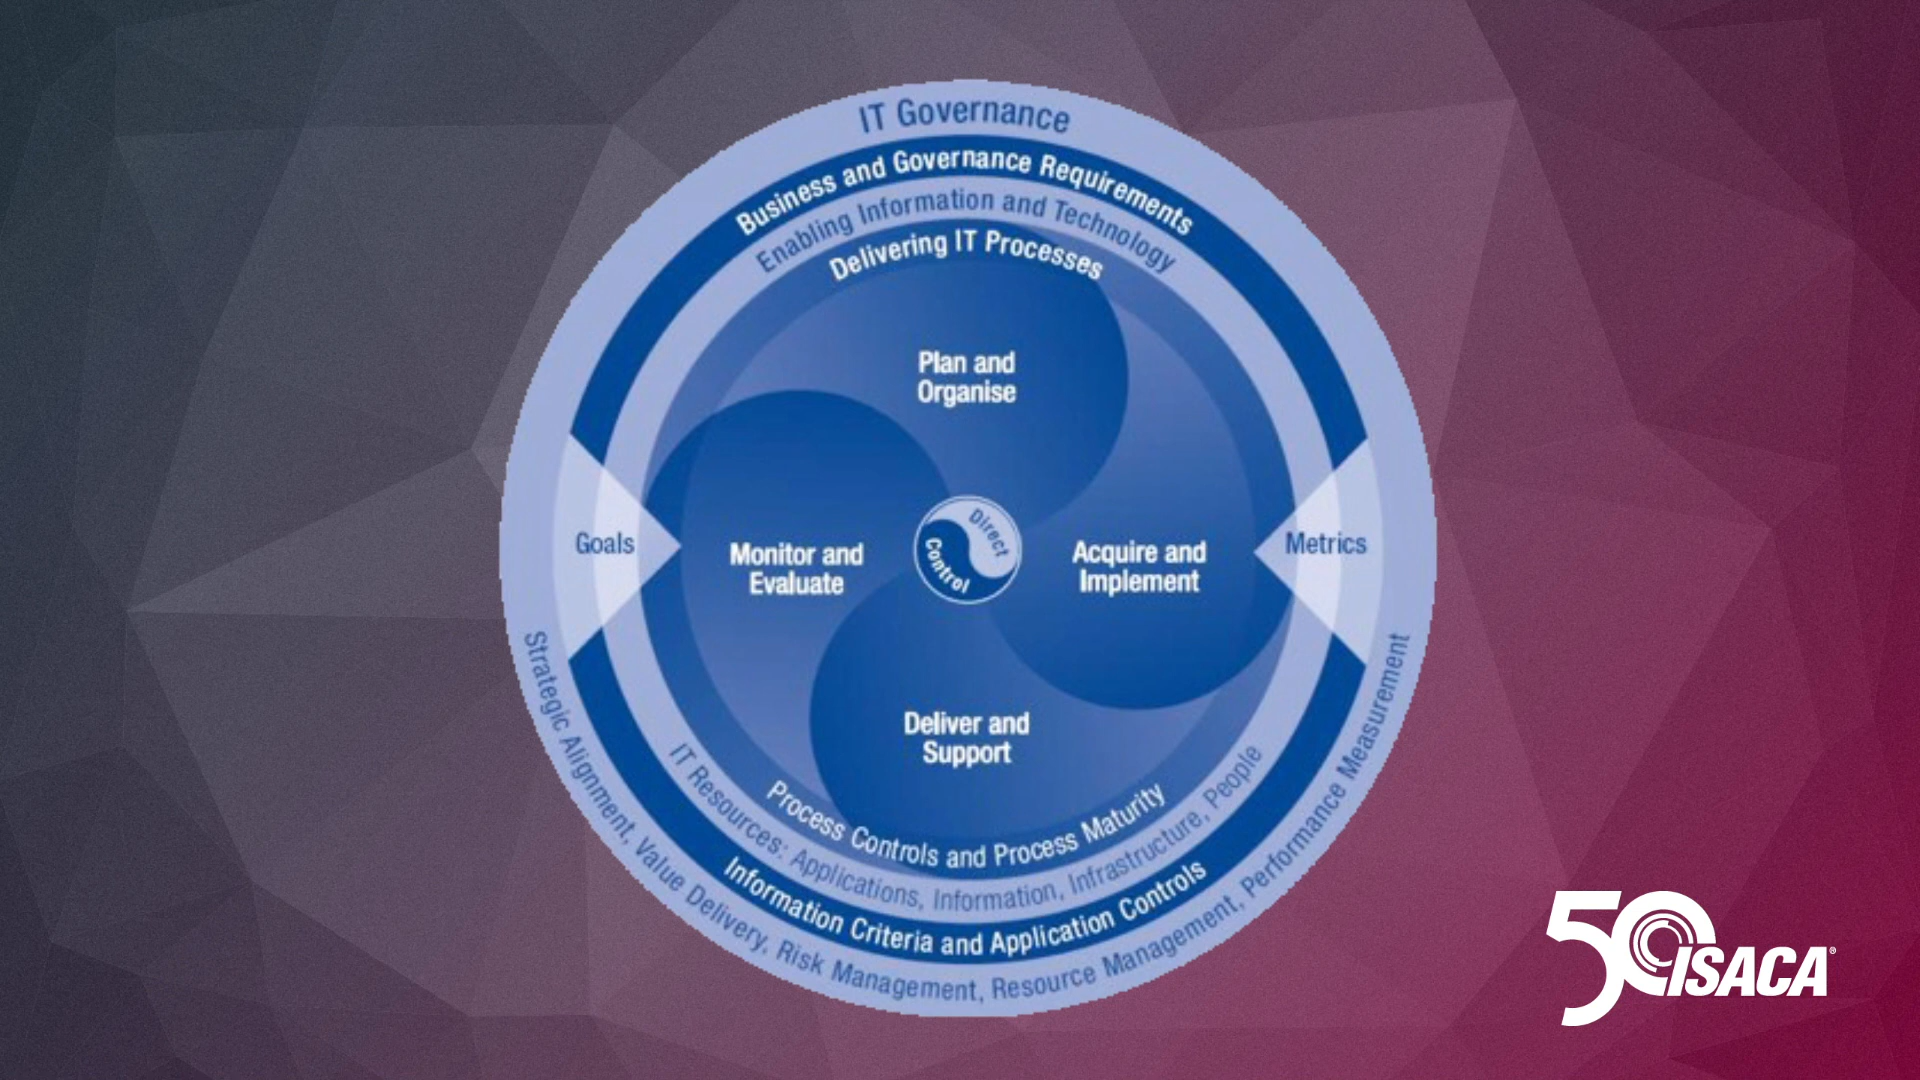 IT Governance
Business and Governance Requirements
Enabling Information and Technology
Delivering IT Processes
Plan and
Organise
Goals
Monitor and
Evaluate
Direct
Control
Acquire and
Implement
Metrics
Deliver and
Support
Process Controls and Process Maturity
IT Resources: Applications, Information, Infrastructure, People
Information Criteria and Application Controls
Strategic Alignment, Value Delivery, Risk Management, Resource Management, Performance Measurement
50
ISACA®